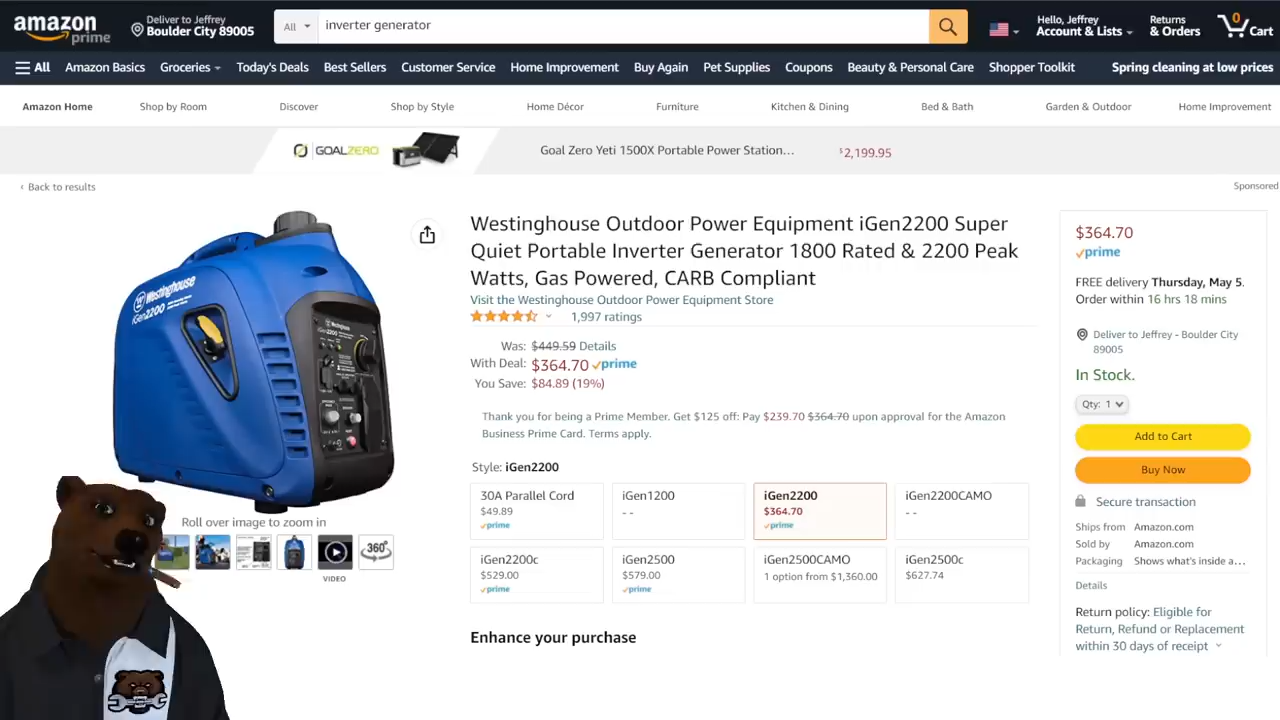 amazon
prime
Deliver to Jeffrey
Boulder City 89005
All
inverter generator
Hello, Jeffrey
Account & Lists
Returns
& Orders
0
Cart
All
Amazon Basics
Groceries
Today's Deals
Best Sellers
Customer Service
Home Improvement
Buy Again
Pet Supplies
Coupons
Beauty & Personal Care
Shopper Toolkit
Spring cleaning at low prices
Amazon Home
Shop by Room
Discover
Shop by Style
Home Décor
Furniture
Kitchen & Dining
Bed & Bath
Garden & Outdoor
Home Improvement
GOALZERO
Goal Zero Yeti 1500X Portable Power Station...
$2,199.95
‹ Back to results
Sponsored
Westinghouse
iGen2200
Westinghouse
iGen2200
Roll over image to zoom in
360°
VIDEO
Westinghouse Outdoor Power Equipment iGen2200 Super
Quiet Portable Inverter Generator 1800 Rated & 2200 Peak
Watts, Gas Powered, CARB Compliant
Visit the Westinghouse Outdoor Power Equipment Store
1,997 ratings
Was: $449.59 Details
With Deal: $364.70 prime
You Save: $84.89 (19%)
Thank you for being a Prime Member. Get $125 off: Pay $239.70 $364.70 upon approval for the Amazon
Business Prime Card. Terms apply.
Style: iGen2200
30A Parallel Cord
$49.89
prime
iGen1200
- -
iGen2200
$364.70
prime
iGen2200CAMO
- -
iGen2200c
$529.00
prime
iGen2500
$579.00
prime
iGen2500CAMO
1 option from $1,360.00
iGen2500c
$627.74
Enhance your purchase
$364.70
prime
FREE delivery Thursday, May 5.
Order within 16 hrs 18 mins
Deliver to Jeffrey - Boulder City
89005
In Stock.
Qty: 1
Add to Cart
Buy Now
Secure transaction
Ships from Amazon.com
Sold by Amazon.com
Packaging Shows what's inside a...
Details
Return policy: Eligible for
Return, Refund or Replacement
within 30 days of receipt